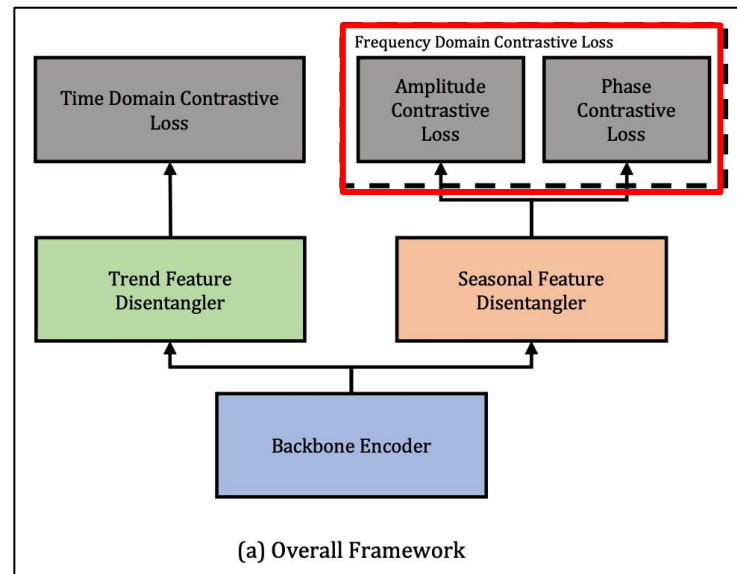 Frequency Domain Contrastive Loss
Time Domain Contrastive
Loss
Amplitude
Contrastive
Loss
Phase
Contrastive
Loss
Trend Feature
Disentangler
Seasonal Feature
Disentangler
Backbone Encoder
(a) Overall Framework